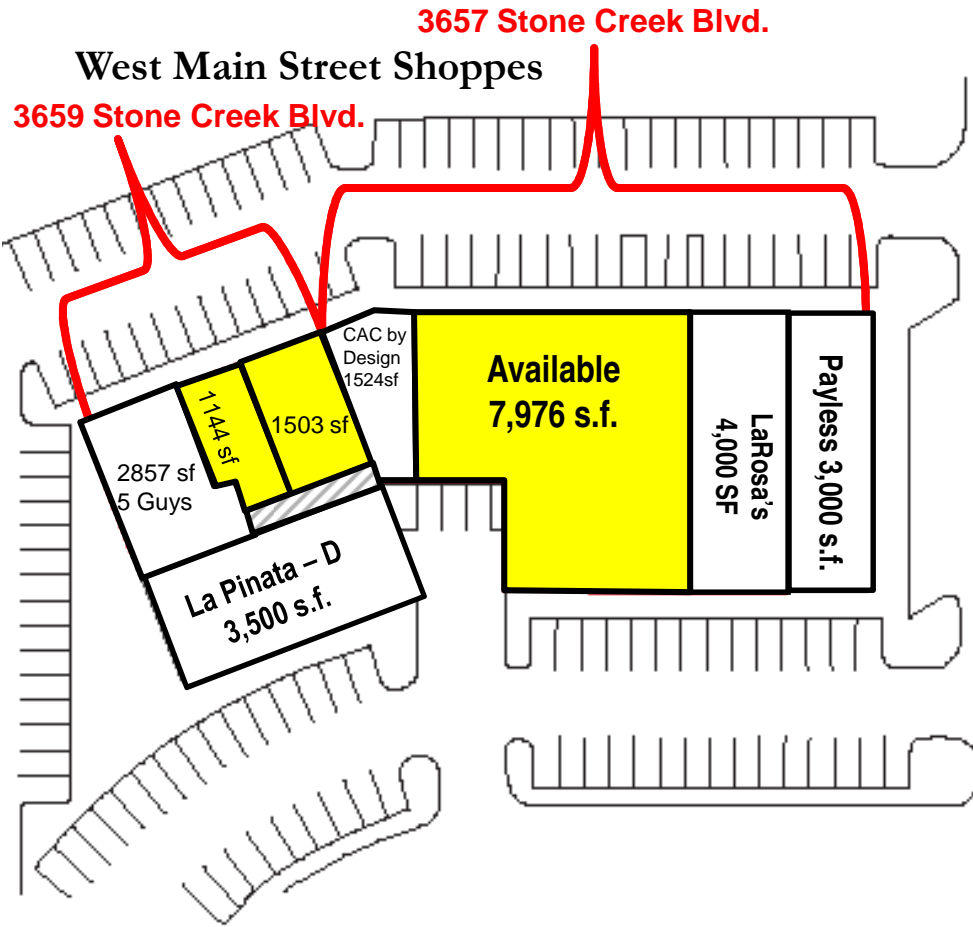 3657 Stone Creek Blvd.
West Main Street Shoppes
3659 Stone Creek Blvd.
CAC by
Design
1524sf
Available
7,976 s.f.
LaRosa's
4,000 SF
Payless 3,000 s.f.
1144 sf
1503 sf
2857 sf
5 Guys
La Pinata – D
3,500 s.f.